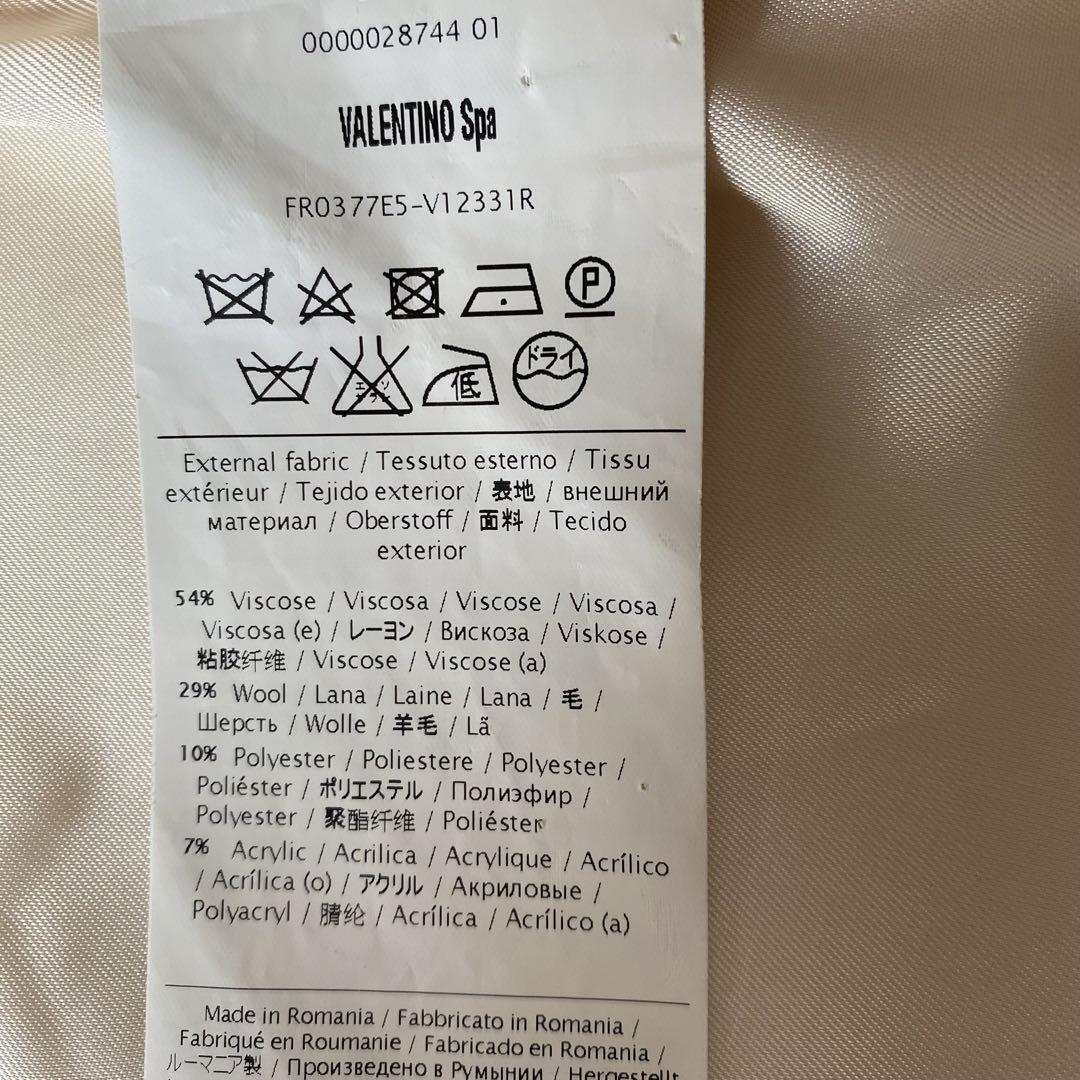 0000028744 01
VALENTINO Spa
FR0377E5-V12331R
P
エンソ
低
ドライ
External fabric / Tessuto esterno / Tissu
extérieur / Tejido exterior / 表地 / внешний
материал / Oberstoff / 面料 / Tecido
exterior
54% Viscose / Viscosa / Viscose / Viscosa /
Viscosa (e) / レーヨン / Вискоза / Viskose /
粘胶纤维 / Viscose / Viscose (a)
29% Wool / Lana / Laine / Lana / 毛 /
Шерсть / Wolle / 羊毛 / Lã
10% Polyester / Poliestere / Polyester /
Poliéster / ポリエステル / Полиэфир /
Polyester / 聚酯纤维 / Poliéster
7% Acrylic / Acrilica / Acrylique / Acrílico
/ Acrílica (o) / アクリル / Акриловые /
Polyacryl / 腈纶 / Acrílica / Acrílico (a)
Made in Romania / Fabbricato in Romania /
Fabriqué en Roumanie / Fabricado en Romania /
ルーマニア製 / Произведено в Румынии / Hergestellt